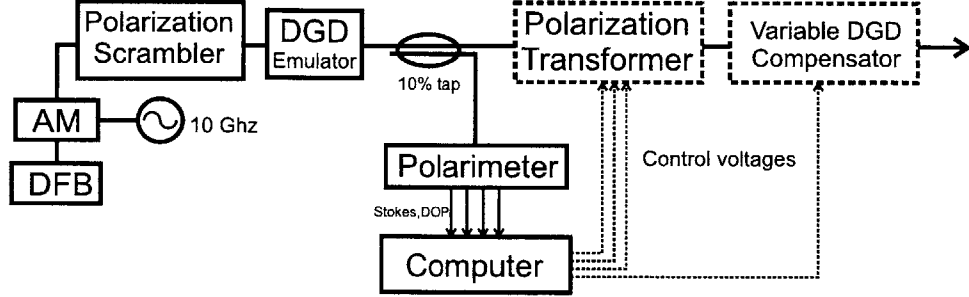 Polarization
Scrambler
DGD
Emulator
10% tap
Polarization
Transformer
Variable DGD
Compensator
AM
10 Ghz
DFB
Polarimeter
Control voltages
Stokes,DOP
Computer